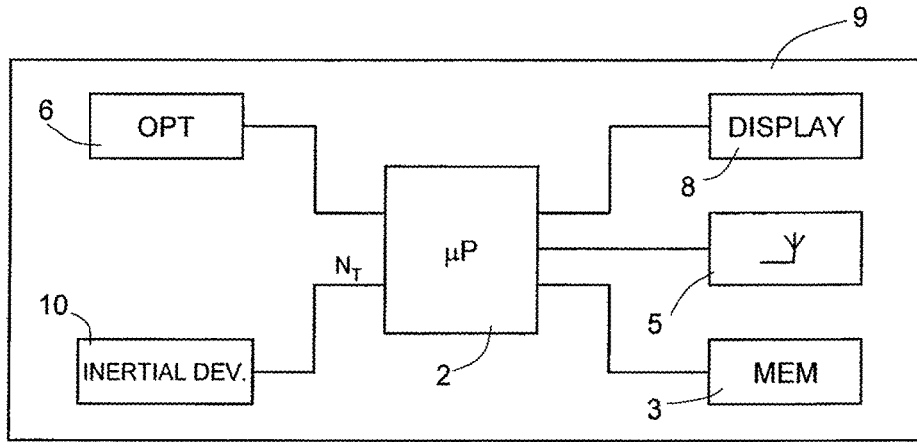 9
6
OPT
DISPLAY
8
μP
N_T
5
10
INERTIAL DEV.
2
MEM
3